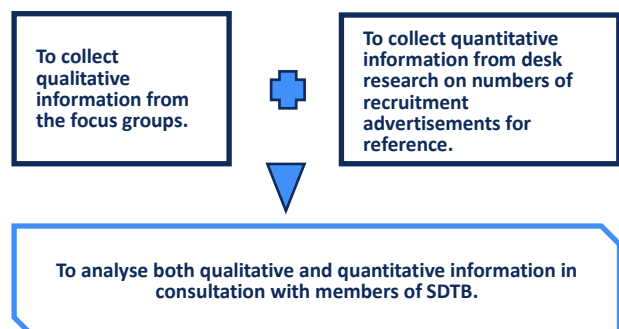 To collect
qualitative
information from
the focus groups.
To collect quantitative
information from desk
research on numbers of
recruitment
advertisements for
reference.
To analyse both qualitative and quantitative information in
consultation with members of SDTB.